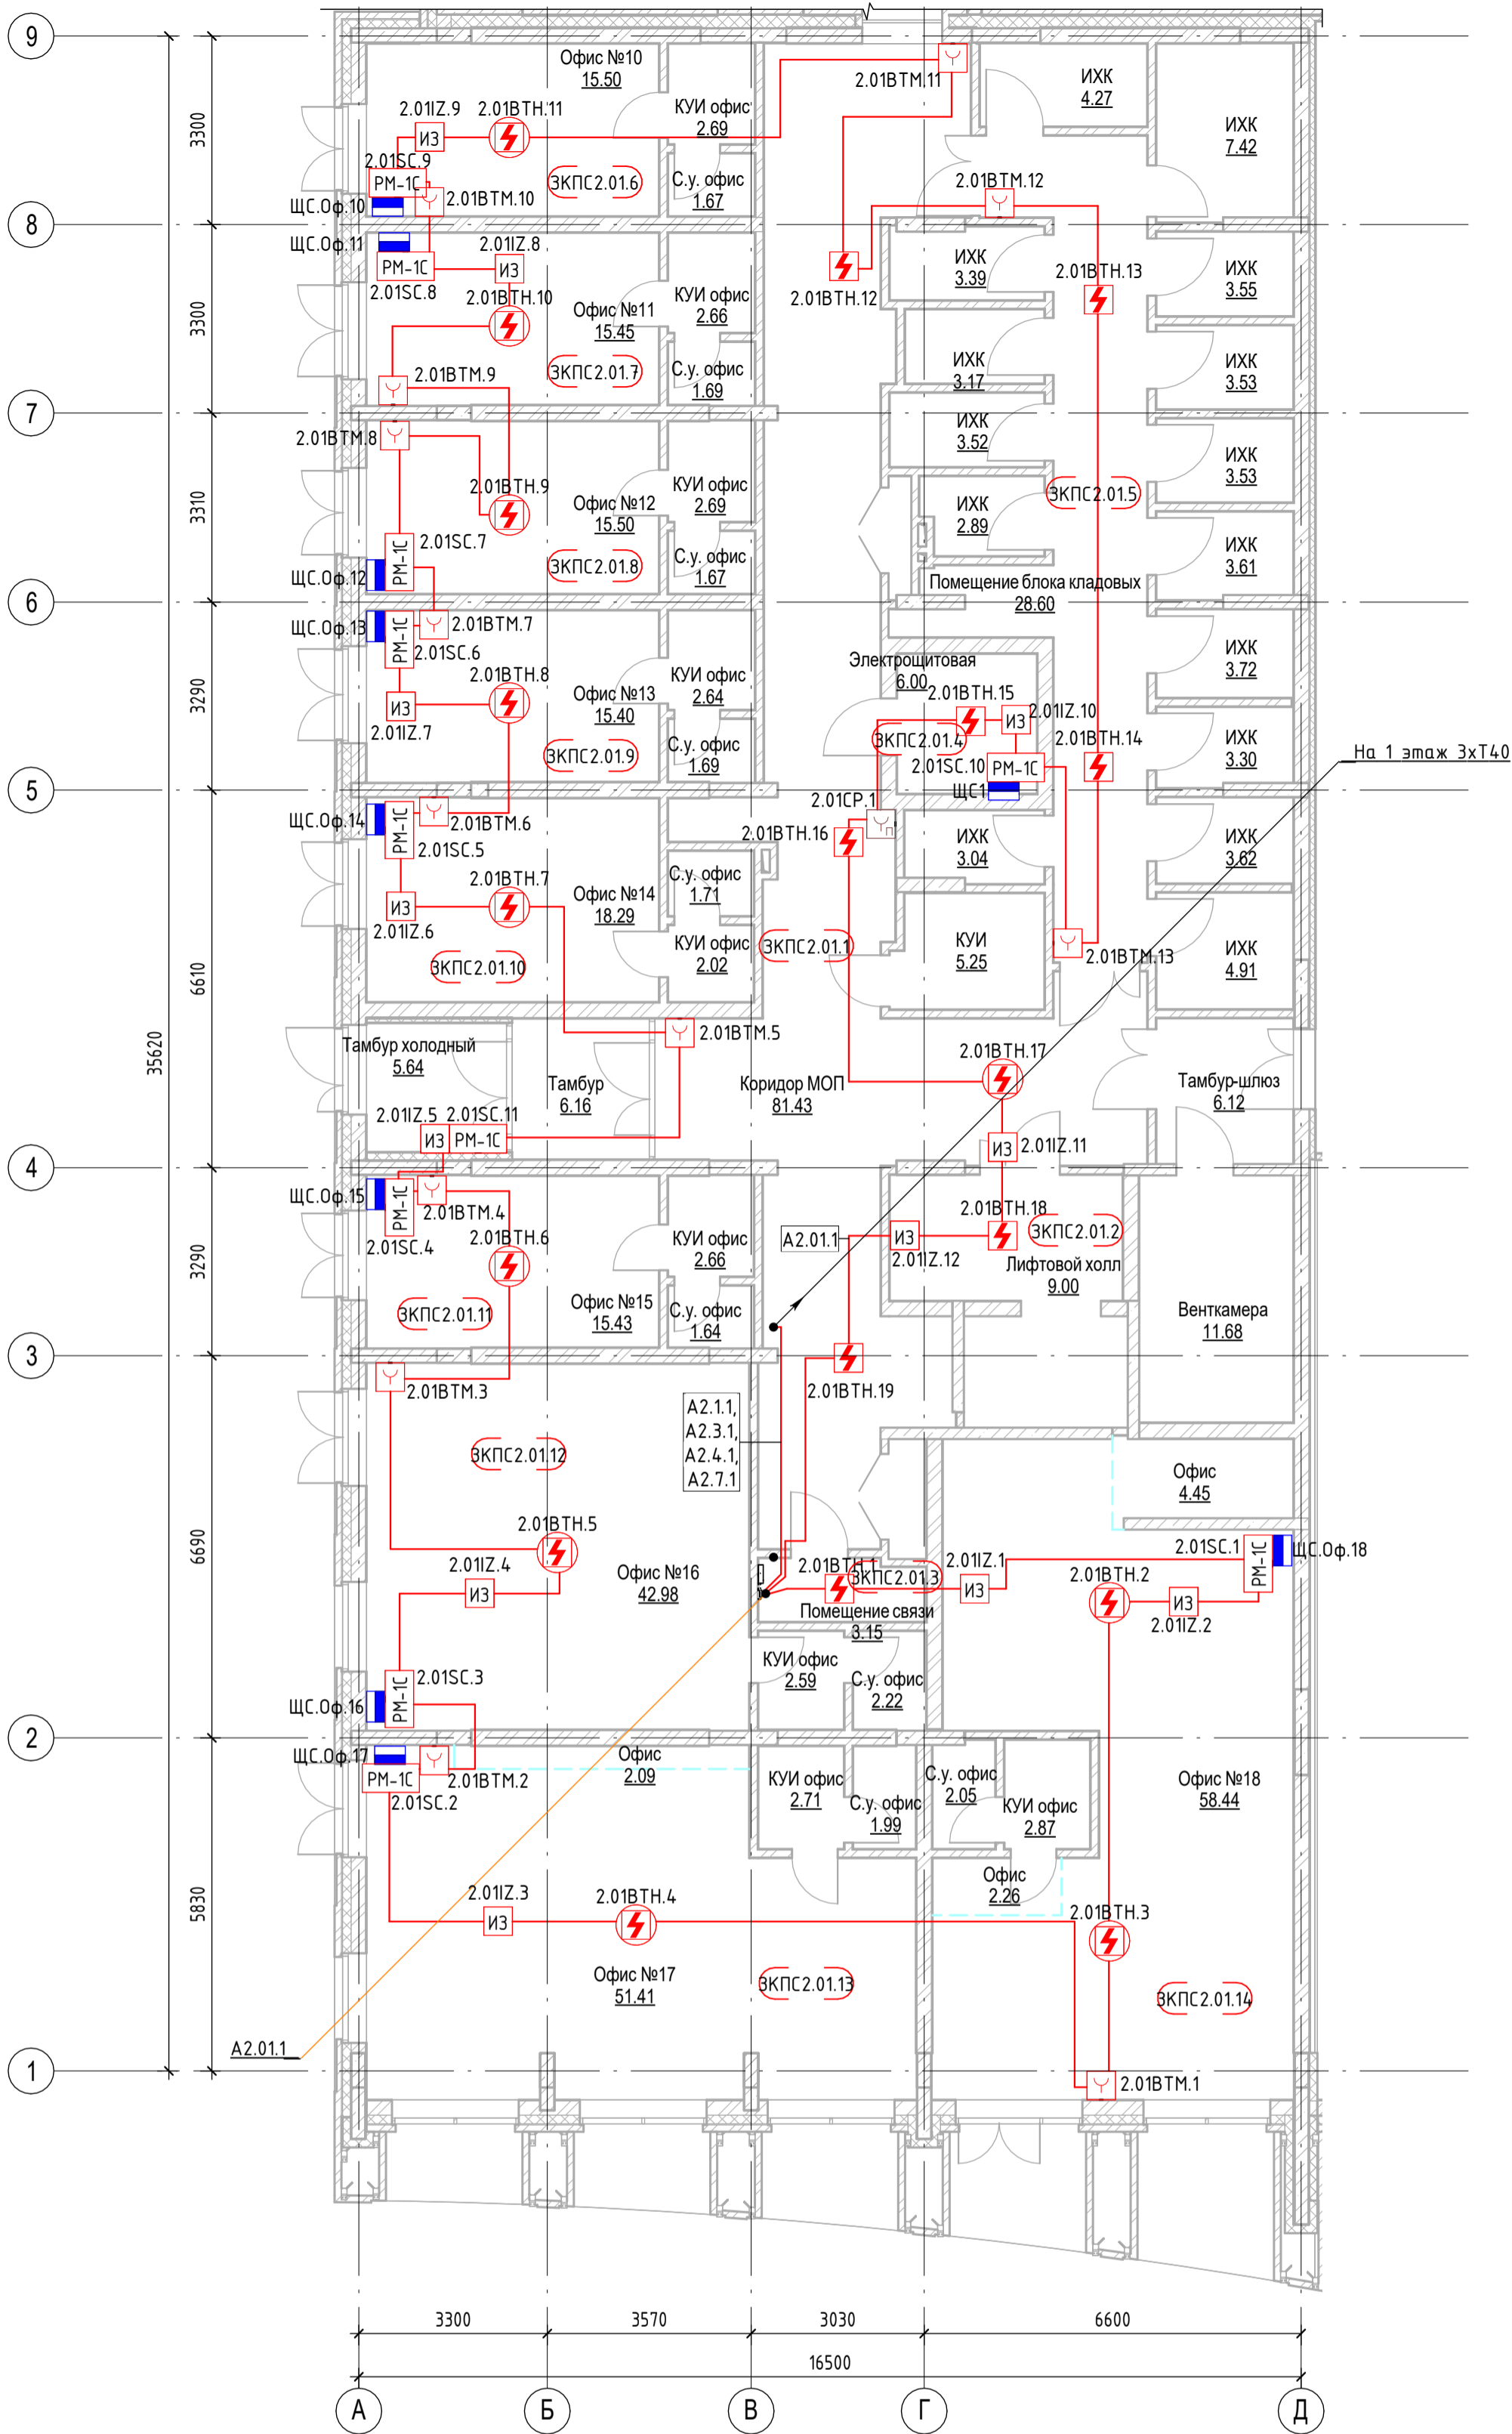 9
Офис №10
15.50
2.01BTM.11
ИХК
4.27
2.01IZ.9
2.01BTH.11
КУИ офис
2.69
ИХК
7.42
3300
ИЗ
2.01SC.9
РМ-1С
ЗКПС2.01.6
С.у. офис
1.67
2.01BTM.12
ЩС.Оф.10
2.01BTM.10
8
ЩС.Оф.11
2.01IZ.8
РМ-1С
ИЗ
2.01SC.8
2.01BTH.10
ИХК
3.39
2.01BTH.13
ИХК
3.55
2.01BTH.12
КУИ офис
2.66
Офис №11
15.45
3300
ЗКПС2.01.7
С.у. офис
1.69
ИХК
3.17
ИХК
3.53
2.01BTM.9
7
2.01BTM.8
ИХК
3.52
ИХК
3.53
2.01BTH.9
КУИ офис
2.69
Офис №12
15.50
3310
ЗКПС2.01.5
ИХК
2.89
2.01SC.7
РМ-1С
ЩС.Оф.12
ЗКПС2.01.8
С.у. офис
1.67
ИХК
3.61
Помещение блока кладовых
28.60
6
ЩС.Оф.13
2.01BTM.7
РМ-1С
2.01SC.6
2.01BTH.8
КУИ офис
2.64
Электрощитовая
6.00
ИХК
3.72
3290
Офис №13
15.40
2.01BTH.15
2.01IZ.10
ИЗ
ИЗ
2.01IZ.7
ЗКПС2.01.9
С.у. офис
1.69
ЗКПС2.01.4
2.01BTH.14
ИХК
3.30
На 1 этаж 3хТ40
2.01SC.10
РМ-1С
ЩС1
5
ЩС.Оф.14
2.01BTM.6
РМ-1С
2.01SC.5
2.01CP.1
П
2.01BTH.16
ИХК
3.04
ИХК
3.62
2.01BTH.7
С.у. офис
1.71
Офис №14
18.29
ИЗ
2.01IZ.6
КУИ офис
2.02
ЗКПС2.01.1
КУИ
5.25
2.01BTM.13
ИХК
4.91
ЗКПС2.01.10
6610
2.01BTM.5
35620
Тамбур холодный
5.64
Тамбур
6.16
Коридор МОП
81.43
2.01BTH.17
Тамбур-шлюз
6.12
2.01IZ.5
2.01SC.11
ИЗ
РМ-1С
ИЗ
2.01IZ.11
4
ЩС.Оф.15
РМ-1С
2.01BTM.4
2.01SC.4
2.01BTH.6
КУИ офис
2.66
А2.01.1
2.01BTH.18
ИЗ
2.01IZ.12
ЗКПС2.01.2
Лифтовой холл
9.00
3290
ЗКПС2.01.11
Офис №15
15.43
С.у. офис
1.64
Венткамера
11.68
3
2.01BTM.3
2.01BTH.19
А2.1.1,
А2.3.1,
А2.4.1,
А2.7.1
ЗКПС2.01.12
Офис
4.45
6690
2.01BTH.5
2.01SC.1
РМ-1С
ЩС.Оф.18
2.01IZ.4
ИЗ
Офис №16
42.98
2.01BTH.1
ЗКПС2.01.3
2.01IZ.1
ИЗ
2.01BTH.2
ИЗ
2.01IZ.2
Помещение связи
3.15
КУИ офис
2.59
С.у. офис
2.22
2.01SC.3
РМ-1С
ЩС.Оф.16
2
ЩС.Оф.17
РМ-1С
2.01BTM.2
2.01SC.2
Офис
2.09
КУИ офис
2.71
С.у. офис
1.99
С.у. офис
2.05
КУИ офис
2.87
Офис №18
58.44
Офис
2.26
5830
2.01IZ.3
ИЗ
2.01BTH.4
2.01BTH.3
Офис №17
51.41
ЗКПС2.01.13
ЗКПС2.01.14
А2.01.1
1
2.01BTM.1
3300
3570
3030
6600
16500
А
Б
В
Г
Д